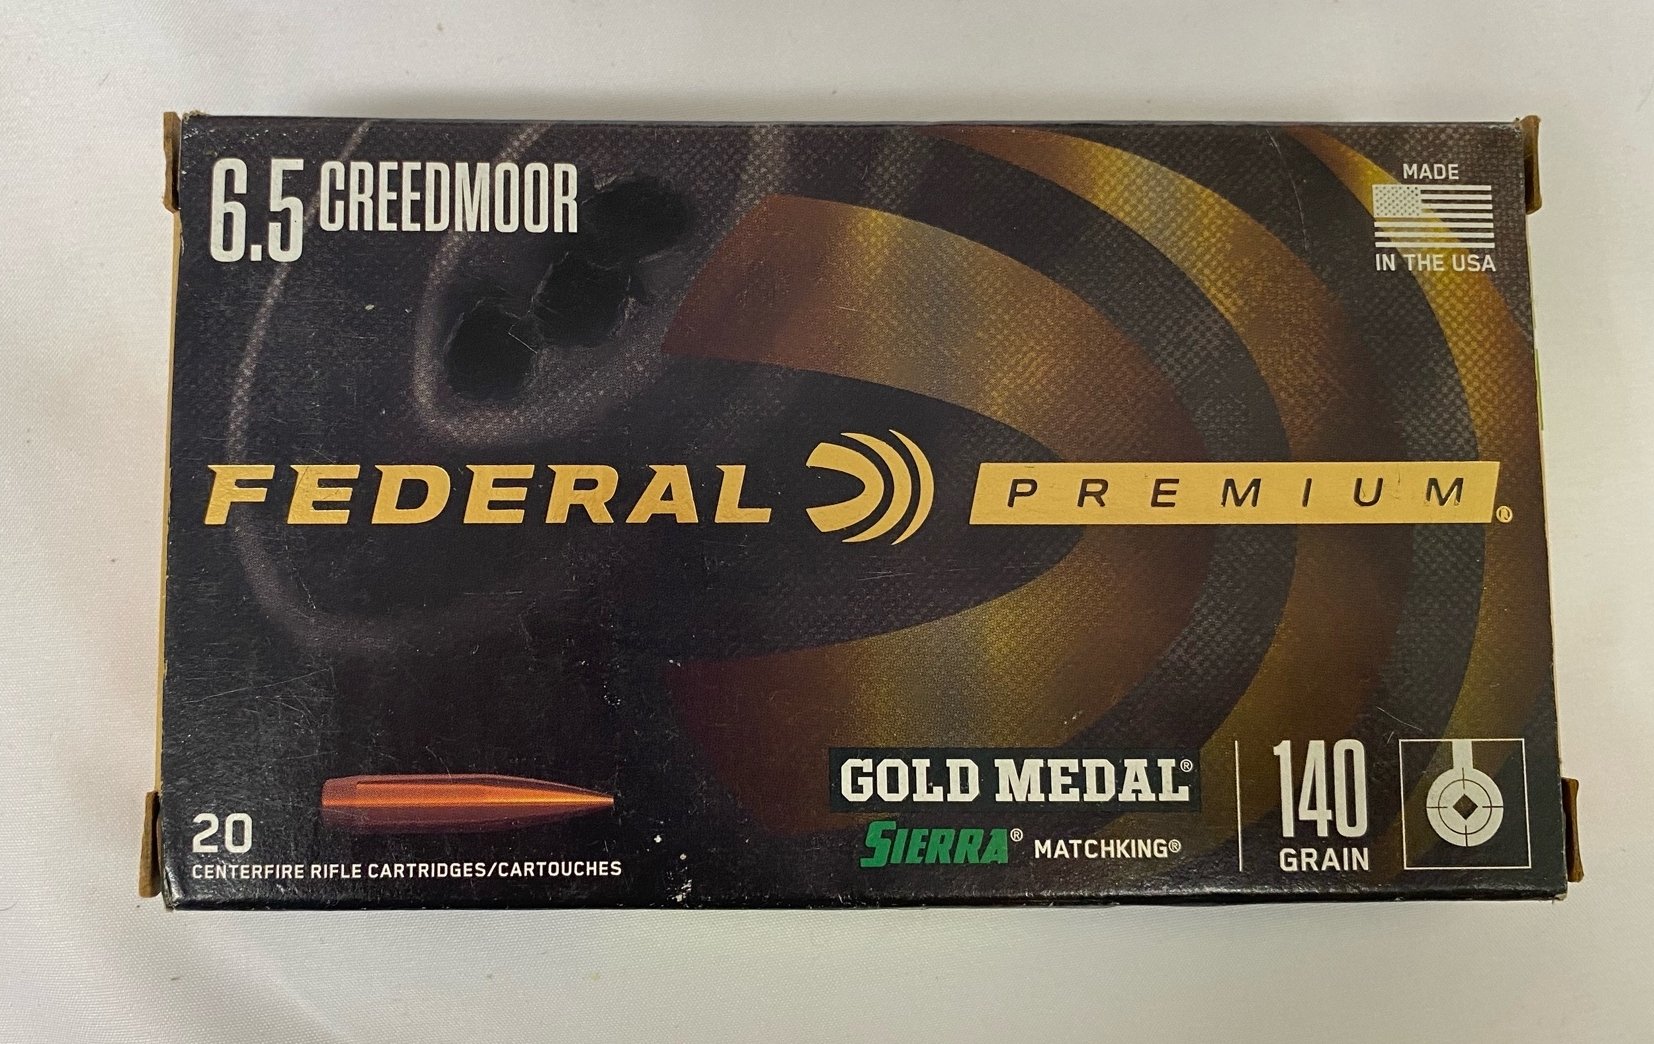 6.5 CREEDMOOR
MADE
IN THE USA
FEDERAL PREMIUM®
GOLD MEDAL®
SIERRA® MATCHKING®
140
GRAIN
20
CENTERFIRE RIFLE CARTRIDGES/CARTOUCHES